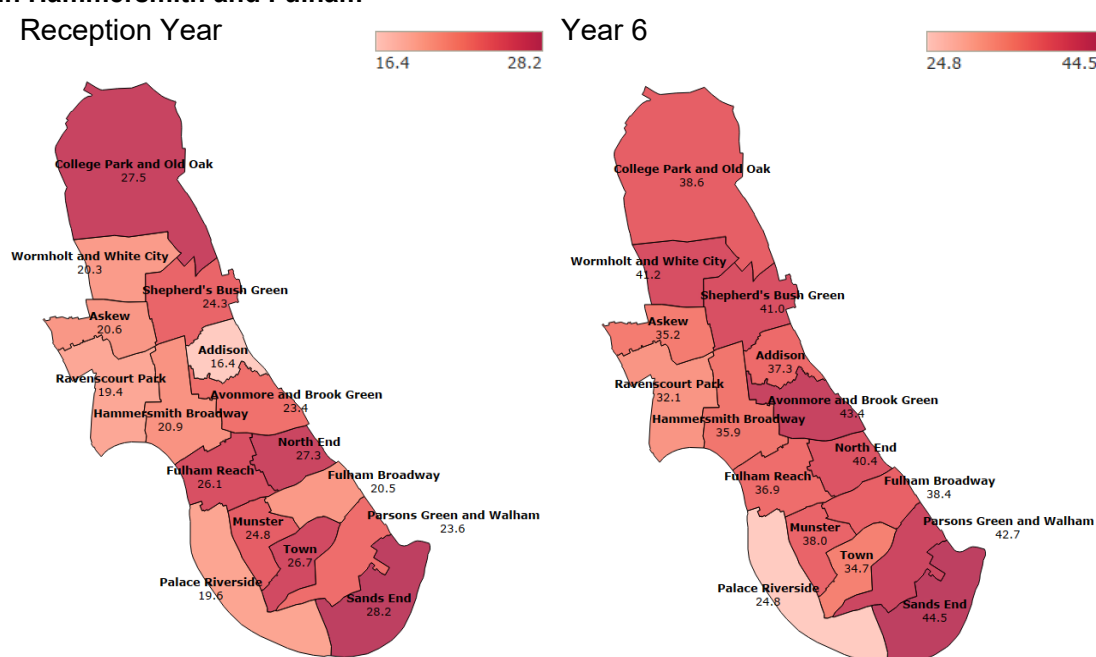 in Hammersmith and Fulham
Reception Year
16.4 28.2
College Park and Old Oak
27.5
Wormholt and White City
20.3
Shepherd's Bush Green
24.3
Askew
20.6
Addison
16.4
Ravenscourt Park
19.4
Avonmore and Brook Green
23.4
Hammersmith Broadway
20.9
North End
27.3
Fulham Reach
26.1
Fulham Broadway
20.5
Munster
24.8
Parsons Green and Walham
23.6
Town
26.7
Palace Riverside
19.6
Sands End
28.2
Year 6
24.8 44.5
College Park and Old Oak
38.6
Wormholt and White City
41.2
Shepherd's Bush Green
41.0
Askew
35.2
Addison
37.3
Ravenscourt Park
32.1
Avonmore and Brook Green
43.4
Hammersmith Broadway
35.9
North End
40.4
Fulham Reach
36.9
Fulham Broadway
38.4
Munster
38.0
Parsons Green and Walham
42.7
Town
34.7
Palace Riverside
24.8
Sands End
44.5